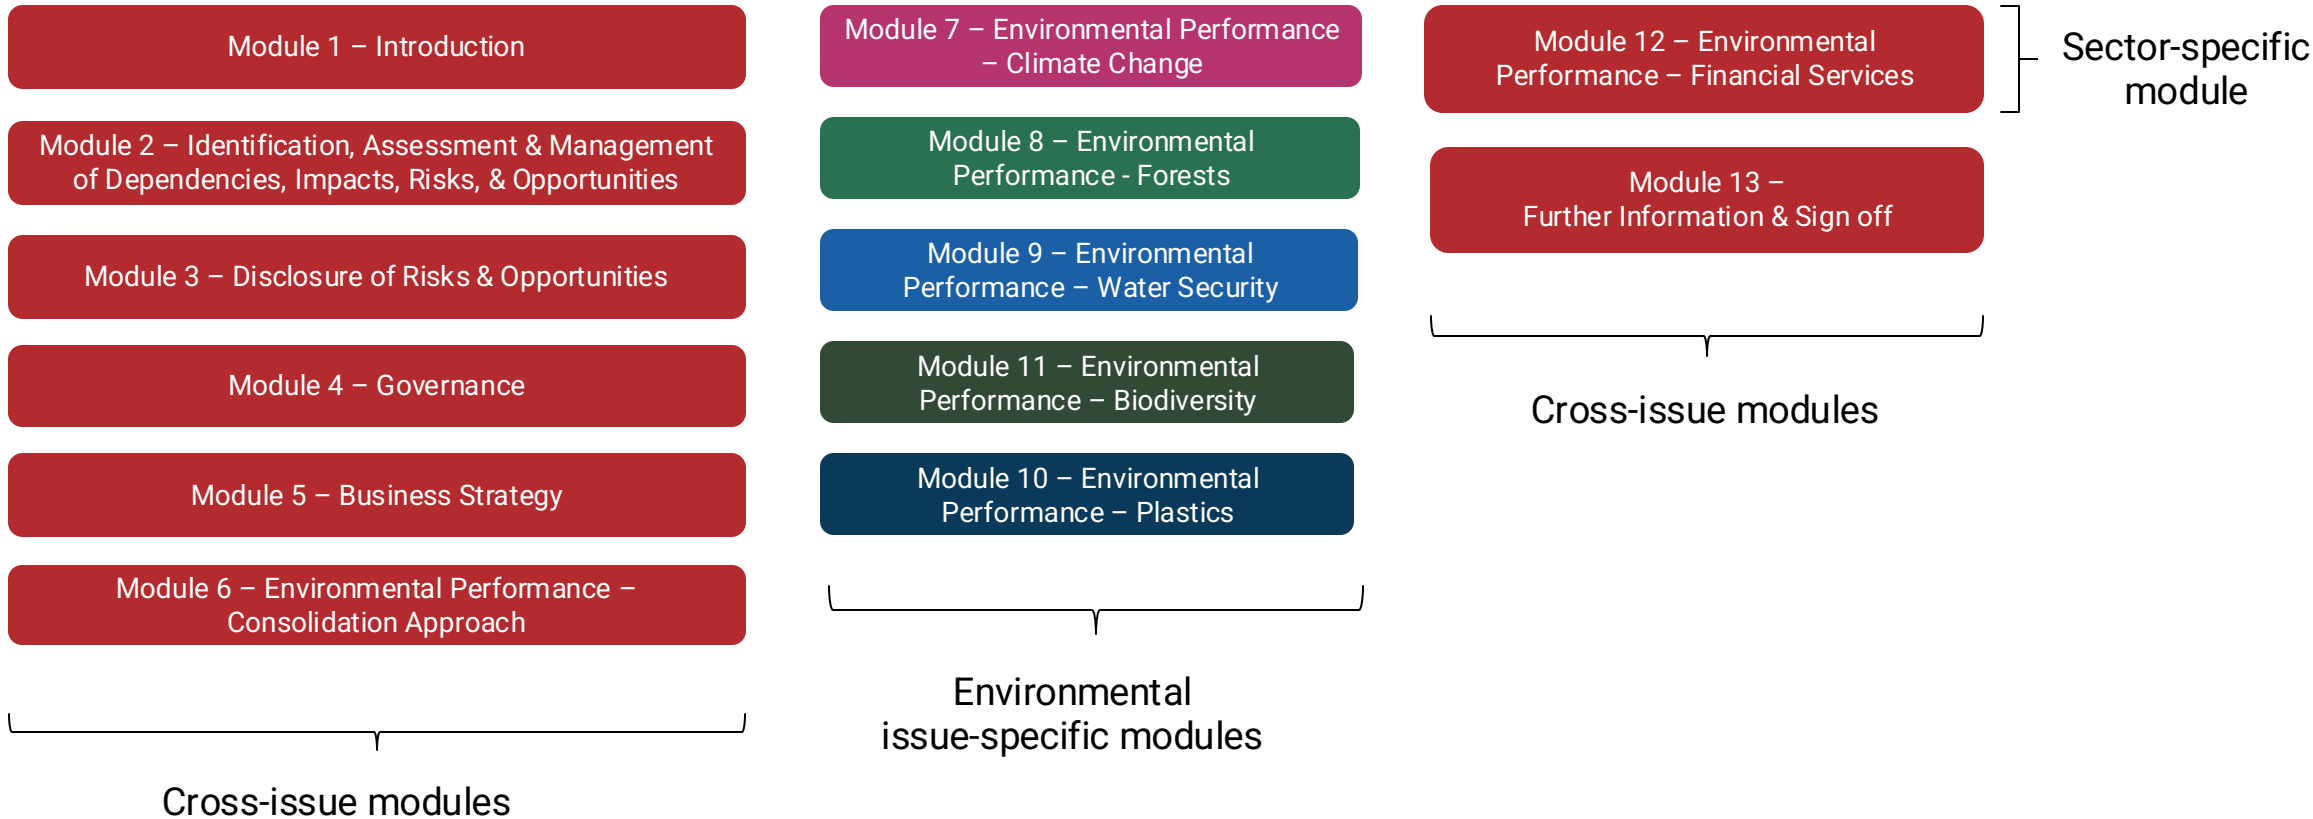 Module 1 – Introduction
Module 2 – Identification, Assessment & Management
of Dependencies, Impacts, Risks, & Opportunities
Module 3 – Disclosure of Risks & Opportunities
Module 4 – Governance
Module 5 – Business Strategy
Module 6 – Environmental Performance –
Consolidation Approach
Cross-issue modules
Module 7 – Environmental Performance
– Climate Change
Module 8 – Environmental
Performance - Forests
Module 9 – Environmental
Performance – Water Security
Module 11 – Environmental
Performance – Biodiversity
Module 10 – Environmental
Performance – Plastics
Environmental
issue-specific modules
Module 12 – Environmental
Performance – Financial Services
Module 13 –
Further Information & Sign off
Cross-issue modules
Sector-specific
module